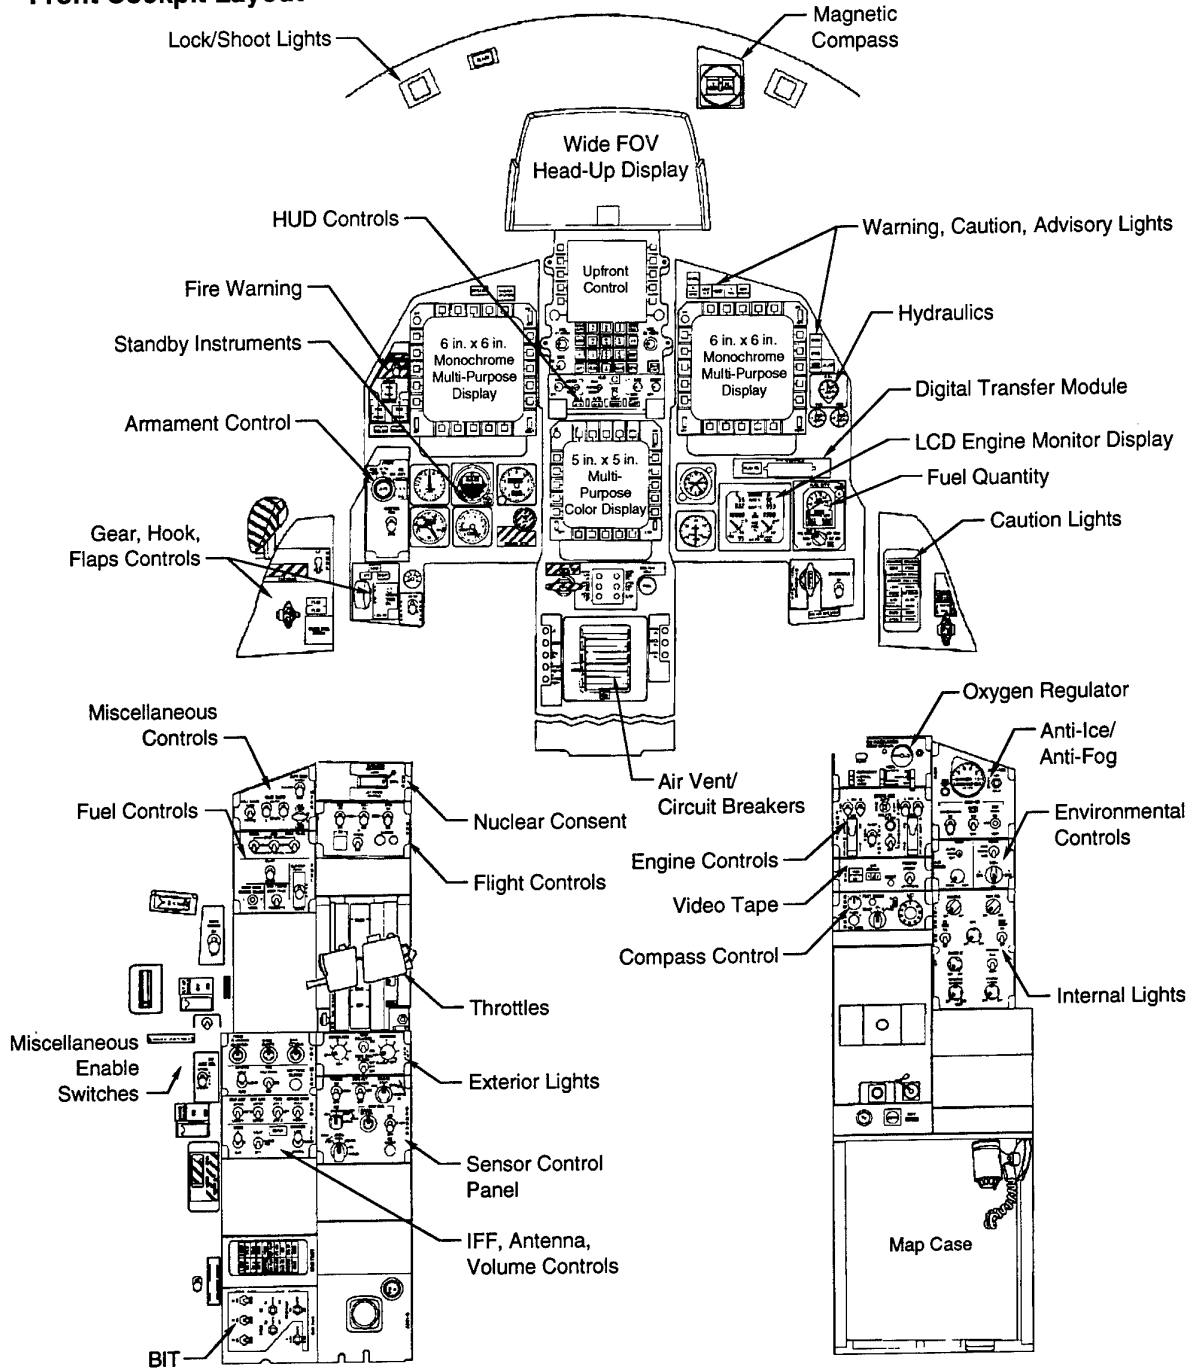 Front Cockpit Layout
Lock/Shoot Lights
Magnetic
Compass
Wide FOV
Head-Up Display
HUD Controls
Warning, Caution, Advisory Lights
Upfront
Control
Fire Warning
Hydraulics
Standby Instruments
6 in. x 6 in.
Monochrome
Multi-Purpose
Display
6 in. x 6 in.
Monochrome
Multi-Purpose
Display
Digital Transfer Module
Armament Control
LCD Engine Monitor Display
5 in. x 5 in.
Multi-
Purpose
Color Display
Fuel Quantity
Caution Lights
Gear, Hook,
Flaps Controls
Oxygen Regulator
Miscellaneous
Controls
Anti-Ice/
Anti-Fog
Air Vent/
Circuit Breakers
Fuel Controls
Nuclear Consent
Environmental
Controls
Engine Controls
Flight Controls
Video Tape
Compass Control
Internal Lights
Throttles
Miscellaneous
Enable
Switches
Exterior Lights
Sensor Control
Panel
IFF, Antenna,
Volume Controls
Map Case
BIT